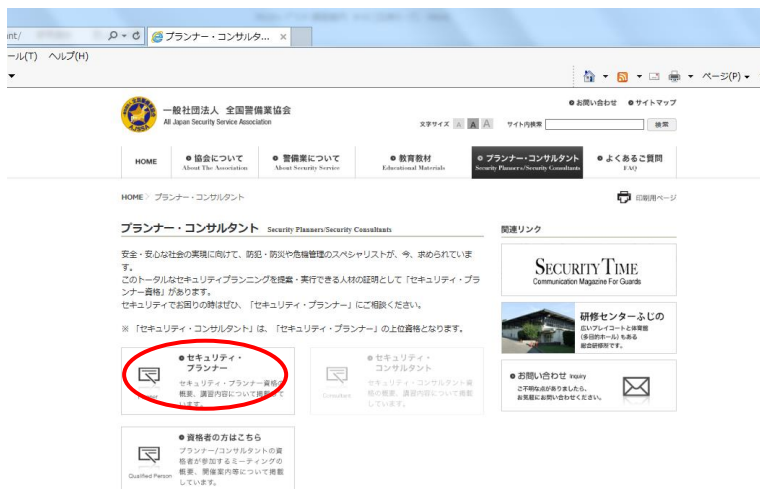 nt/
プランナー・コンサルタ... ×
ール(T) ヘルプ(H)
ページ(P)
一般社団法人 全国警備業協会
All Japan Security Service Association
AJSSA
お問い合わせ サイトマップ
文字サイズ A A A サイト内検索 検索
HOME
協会について
About The Association
警備業について
About Security Service
教育教材
Educational Materials
プランナー・コンサルタント
Security Planners/Security Consultants
よくあるご質問
FAQ
HOME> プランナー・コンサルタント
印刷用ページ
プランナー・コンサルタント Security Planners/Security Consultants
安全・安心な社会の実現に向けて、防犯・防災や危機管理のスペシャリストが、今、求められていま
す。
このトータルなセキュリティプランニングを提案・実行できる人材の証明として「セキュリティ・プラ
ンナー資格」があります。
セキュリティでお困りの時はぜひ、「セキュリティ・プランナー」にご相談ください。
※ 「セキュリティ・コンサルタント」は、「セキュリティ・プランナー」の上位資格となります。
セキュリティ・
プランナー
セキュリティ・プランナー資格の
概要、講習内容について掲載して
います。
セキュリティ・
コンサルタント
セキュリティ・コンサルタント資
格の概要、講習内容について掲載
しています。
Consultant
資格者の方はこちら
プランナー/コンサルタントの資
格者が参加するミーティングの
概要、開催案内等について掲載
しています。
Qualified Person
関連リンク
SECURITY TIME
Communication Magazine For Guards
研修センターふじの
広いプレイコートと体育館
(多目的ホール)もある
総合研修所です。
お問い合わせ Inquiry
ご不明な点がありましたら、
お気軽にお問い合わせください。